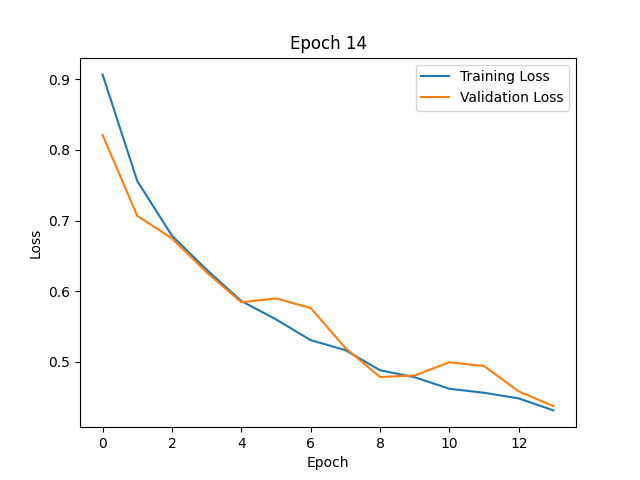 Epoch 14
Training Loss
Validation Loss
0.9
0.8
0.7
0.6
0.5
Loss
0 2 4 6 8 10 12
Epoch